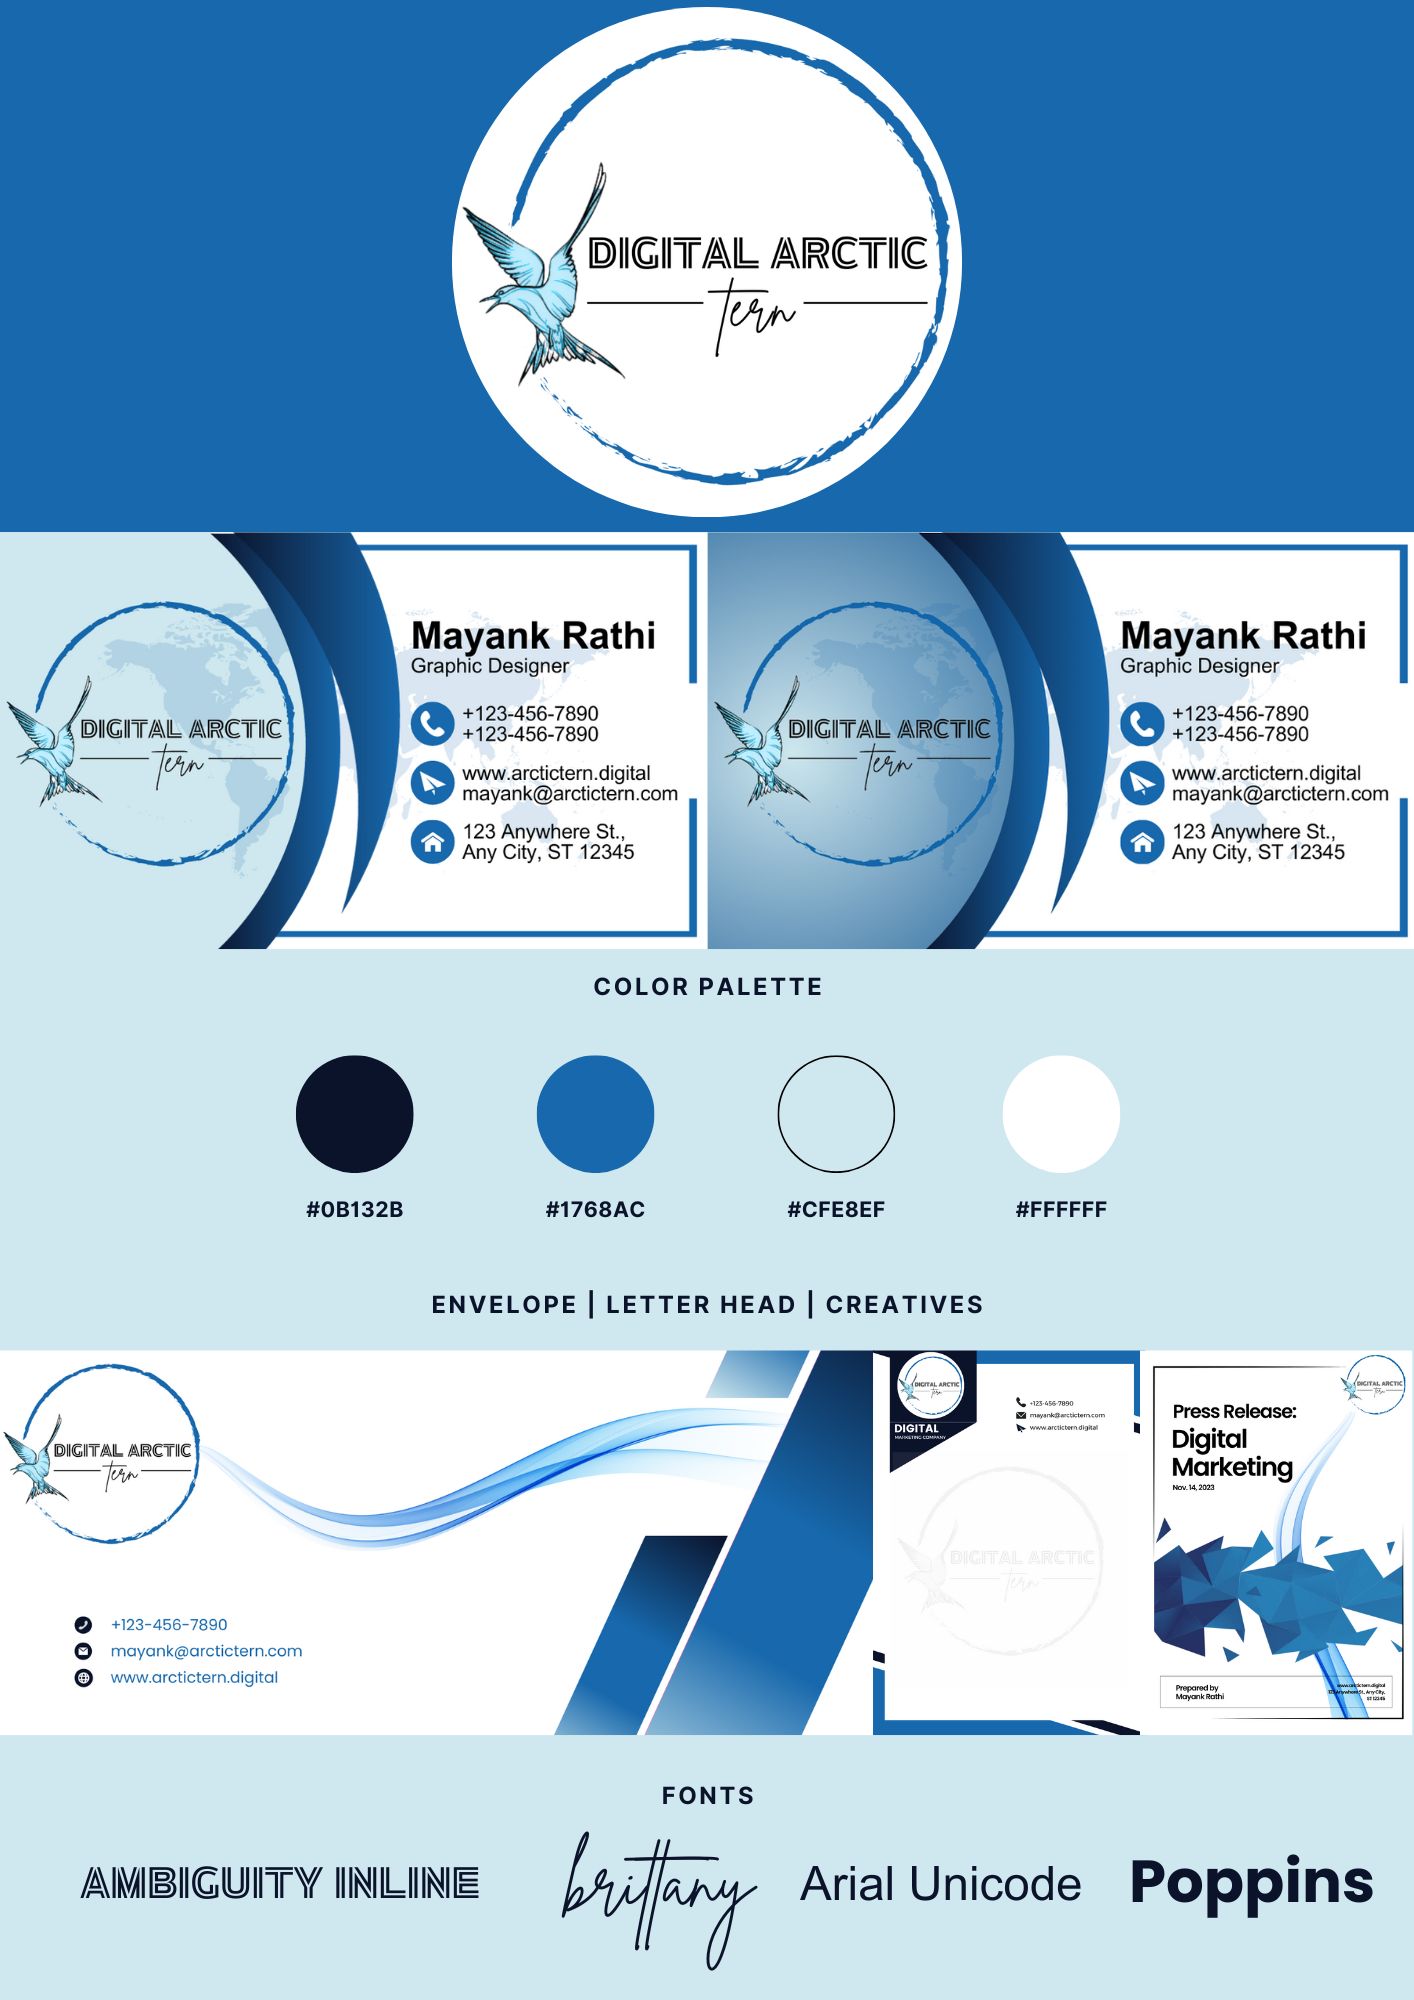 DIGITAL ARCTIC
Tern
DIGITAL ARCTIC
Tern
Mayank Rathi
Graphic Designer
+123-456-7890
+123-456-7890
www.arctictern.digital
mayank@arctictern.com
123 Anywhere St.,
Any City, ST 12345
DIGITAL ARCTIC
Tern
Mayank Rathi
Graphic Designer
+123-456-7890
+123-456-7890
www.arctictern.digital
mayank@arctictern.com
123 Anywhere St.,
Any City, ST 12345
COLOR PALETTE
#0B132B
#1768AC
#CFE8EF
#FFFFFF
ENVELOPE | LETTER HEAD | CREATIVES
DIGITAL ARCTIC
Tern
+123-456-7890
mayank@arctictern.com
www.arctictern.digital
DIGITAL ARCTIC
Tern
DIGITAL
MARKETING COMPANY
+123-456-7890
mayank@arctictern.com
www.arctictern.digital
DIGITAL ARCTIC
Tern
DIGITAL ARCTIC
Tern
Press Release:
Digital
Marketing
Nov. 14, 2023
Prepared by
Mayank Rathi
www.arctictern.digital
123 Anywhere St., Any City,
ST 12345
FONTS
AMBIGUITY INLINE
brittany
Arial Unicode
Poppins